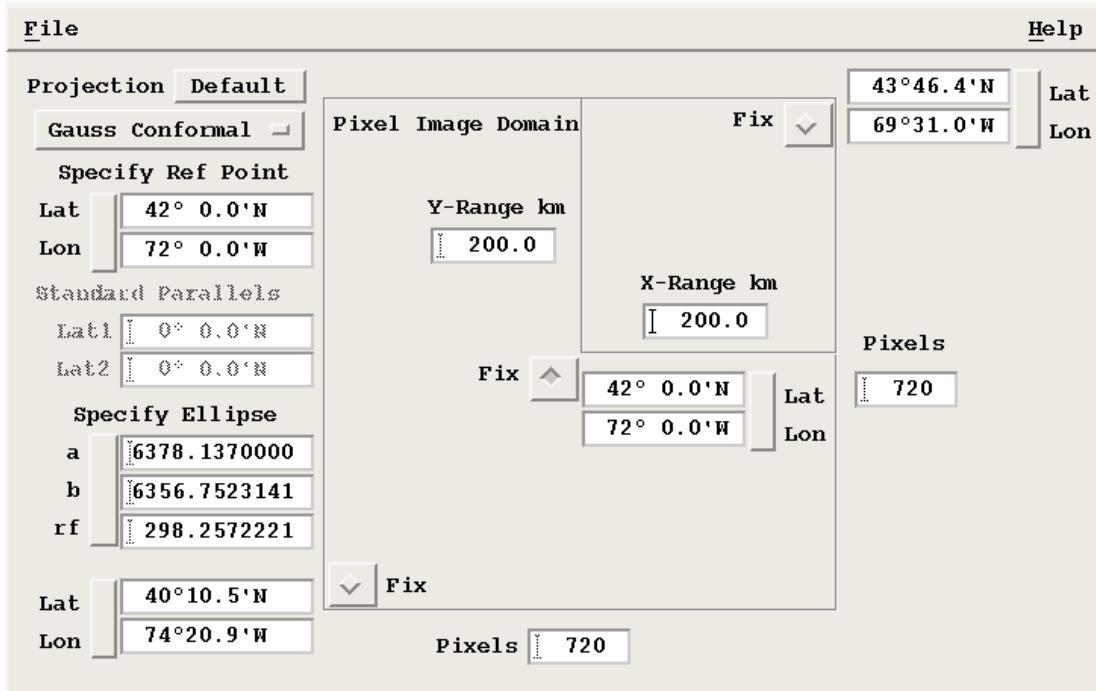 File Help
Projection Default
Gauss Conformal
Specify Ref Point
Lat 42° 0.0'N
Lon 72° 0.0'W
Standard Parallels
Lat1 0° 0.0'N
Lat2 0° 0.0'N
Specify Ellipse
a 6378.1370000
b 6356.7523141
rf 298.2572221
Lat 40°10.5'N
Lon 74°20.9'W
Pixel Image Domain
Fix
Y-Range km
200.0
X-Range km
200.0
Fix
42° 0.0'N Lat
72° 0.0'W Lon
Fix
Pixels 720
43°46.4'N Lat
69°31.0'W Lon
Pixels
720